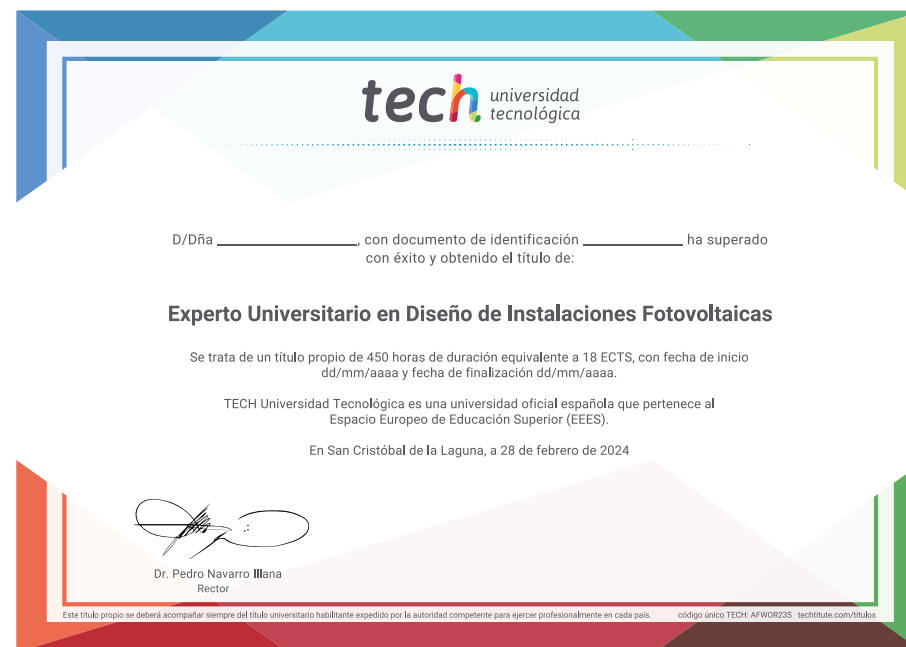 tech universidad
tecnológica
D/Dña ____________________, con documento de identificación ______________ ha superado
con éxito y obtenido el título de:
Experto Universitario en Diseño de Instalaciones Fotovoltaicas
Se trata de un título propio de 450 horas de duración equivalente a 18 ECTS, con fecha de inicio
dd/mm/aaaa y fecha de finalización dd/mm/aaaa.
TECH Universidad Tecnológica es una universidad oficial española que pertenece al
Espacio Europeo de Educación Superior (EEES).
En San Cristóbal de la Laguna, a 28 de febrero de 2024
Dr. Pedro Navarro Illana
Rector
Este título propio se deberá acompañar siempre del título universitario habilitante expedido por la autoridad competente para ejercer profesionalmente en cada país. código único TECH: AFWOR23S techtitute.com/titulos